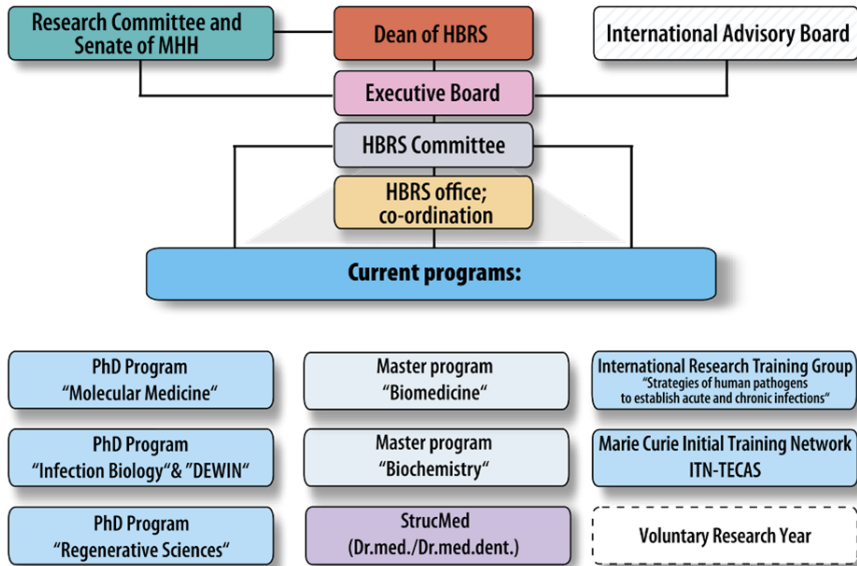 Research Committee and
Senate of MHH
Dean of HBRS
International Advisory Board
Executive Board
HBRS Committee
HBRS office;
co-ordination
Current programs:
PhD Program
“Molecular Medicine“
Master program
“Biomedicine“
International Research Training Group
“Strategies of human pathogens
to establish acute and chronic infections“
PhD Program
“Infection Biology“& ”DEWIN“
Master program
“Biochemistry“
Marie Curie Initial Training Network
ITN-TECAS
PhD Program
“Regenerative Sciences“
StrucMed
(Dr.med./Dr.med.dent.)
Voluntary Research Year